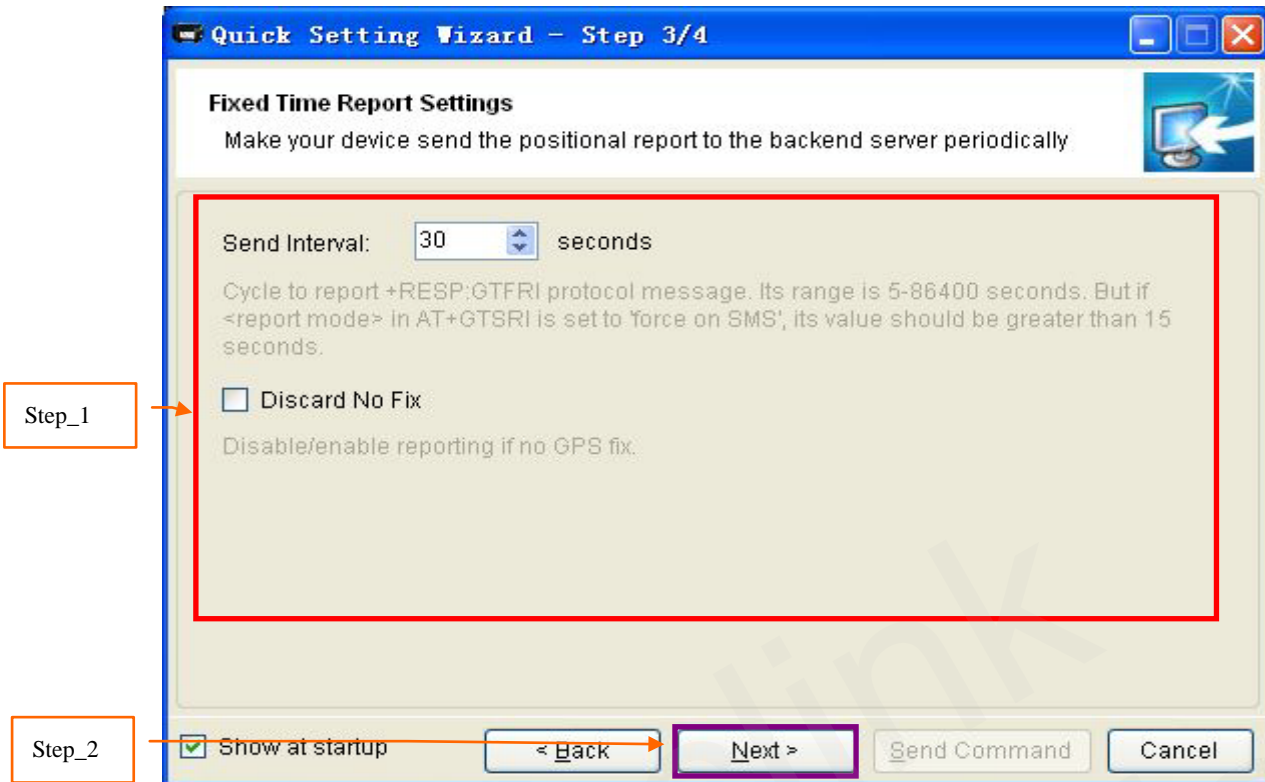 Quick Setting Wizard - Step 3/4
Fixed Time Report Settings
Make your device send the positional report to the backend server periodically
Send Interval: 30 seconds
Cycle to report +RESP:GTFRI protocol message. Its range is 5-86400 seconds. But if
<report mode> in AT+GTSRI is set to 'force on SMS', its value should be greater than 15
seconds.
Step_1
Discard No Fix
Disable/enable reporting if no GPS fix.
link
Step_2
Show at startup < Back Next > Send Command Cancel